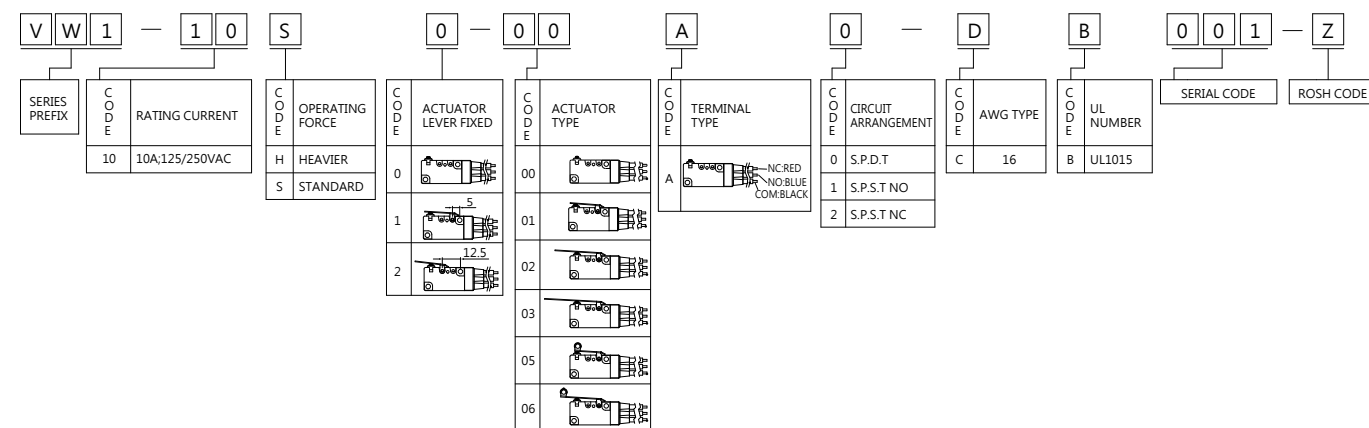 V W 1 — 1 0 S 0 — 0 0 A 0 — D B 0 0 1 — Z
SERIES
PREFIX
CODE RATING CURRENT
10 10A;125/250VAC
CODE OPERATING
FORCE
H HEAVIER
S STANDARD
CODE ACTUATOR
LEVER FIXED
0
1 5
2 12.5
CODE ACTUATOR
TYPE
00
01
02
03
05
06
CODE TERMINAL
TYPE
A NC:RED
NO:BLUE
COM:BLACK
CODE CIRCUIT
ARRANGEMENT
0 S.P.D.T
1 S.P.S.T NO
2 S.P.S.T NC
CODE AWG TYPE
C 16
CODE UL
NUMBER
B UL1015
SERIAL CODE
ROSH CODE